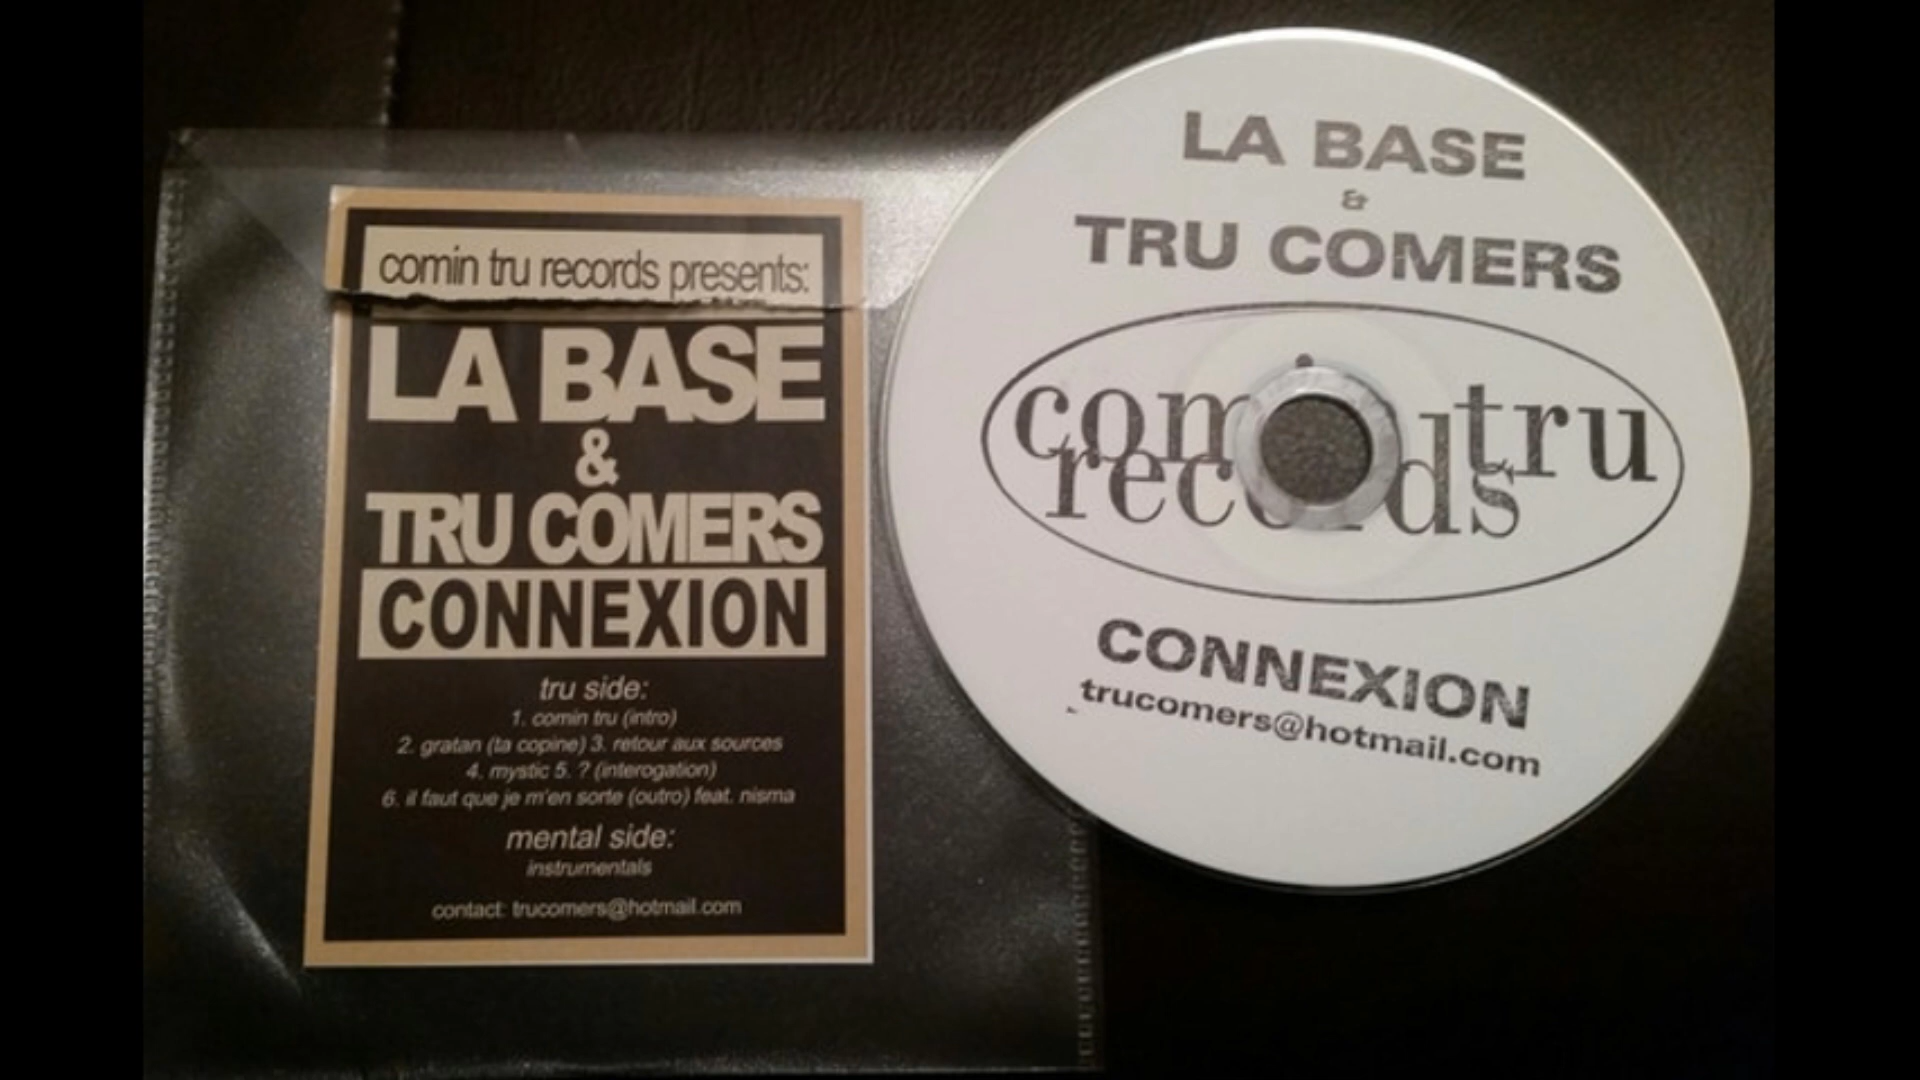 comin tru records presents:
LA BASE
&
TRU COMERS
CONNEXION
tru side:
1. comin tru (intro)
2. gratan (ta copine) 3. retour aux sources
4. mystic 5. ? (interogation)
6. il faut que je m'en sorte (outro) feat. nisma
mental side:
instrumentals
contact: trucomers@hotmail.com
LA BASE
&
TRU COMERS
comin tru
records
CONNEXION
trucomers@hotmail.com